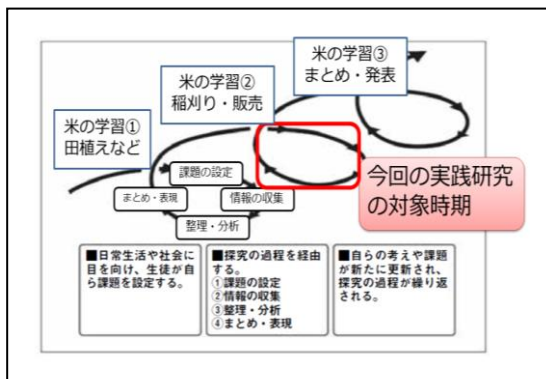 米の学習③
まとめ・発表
米の学習②
稲刈り・販売
米の学習①
田植えなど
課題の設定
まとめ・表現
情報の収集
整理・分析
今回の実践研究
の対象時期
■日常生活や社会に
目を向け、生徒が自
ら課題を設定する。
■探究の過程を経由
する。
①課題の設定
②情報の収集
③整理・分析
④まとめ・表現
■自らの考えや課題
が新たに更新され、
探究の過程が繰り返
される。